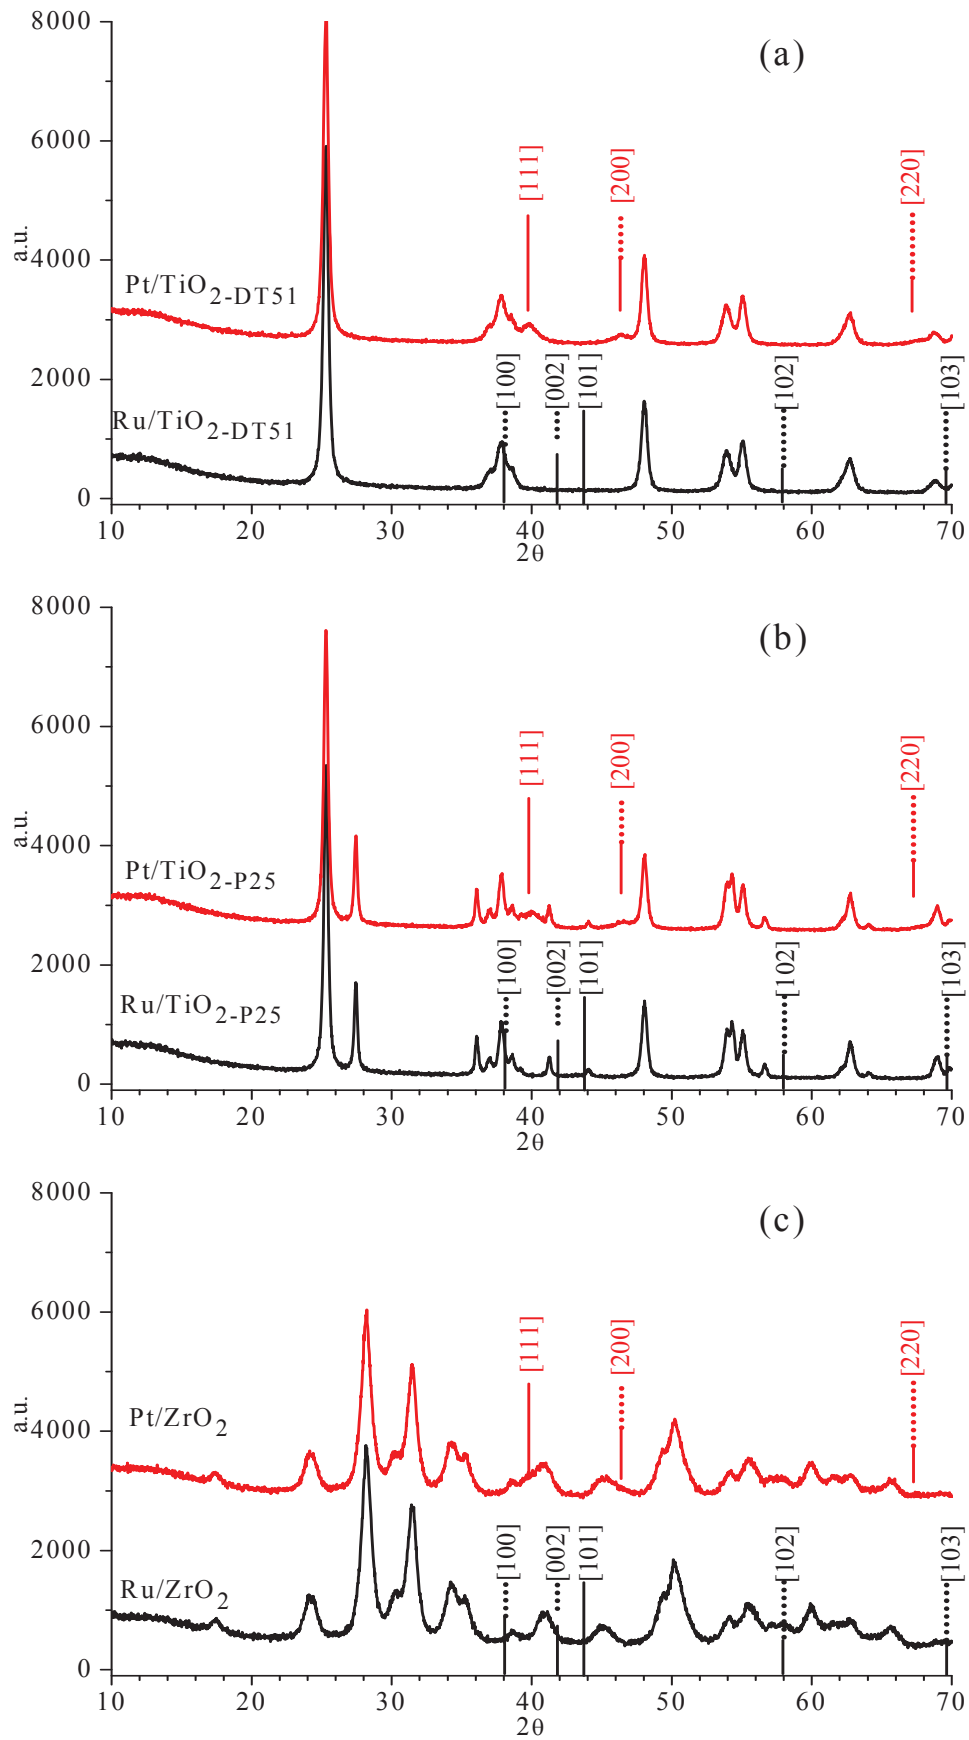 8000
(a)
6000
[111]
[200]
[220]
a.u.
4000
Pt/TiO2-DT51
2000
[100]
[002]
[101]
[102]
[103]
Ru/TiO2-DT51
0
10 20 30 40 50 60 70
2θ
8000
(b)
6000
[111]
[200]
[220]
a.u.
4000
Pt/TiO2-P25
2000
[100]
[002]
[101]
[102]
[103]
Ru/TiO2-P25
0
10 20 30 40 50 60 70
2θ
8000
(c)
6000
[111]
[200]
[220]
a.u.
Pt/ZrO2
4000
2000
[100]
[002]
[101]
[102]
[103]
Ru/ZrO2
0
10 20 30 40 50 60 70
2θ